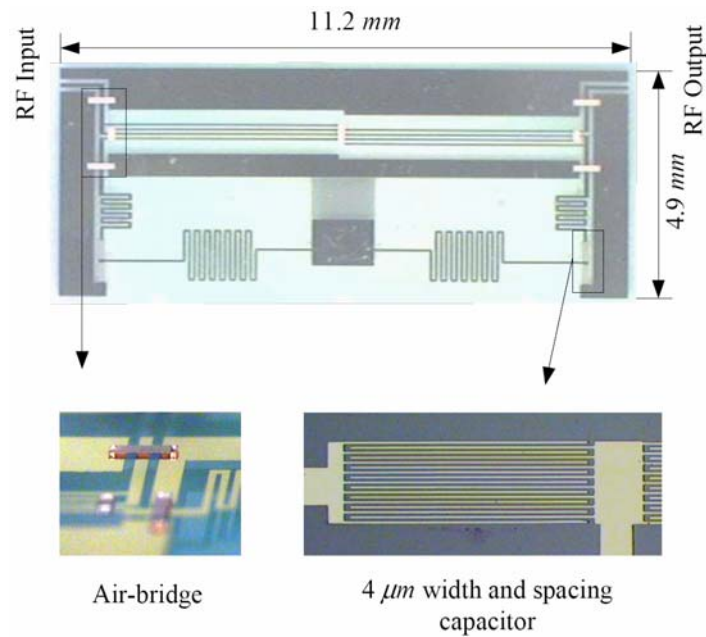 11.2 mm
RF Input
RF Output
4.9 mm
Air-bridge
4 μm width and spacing
capacitor